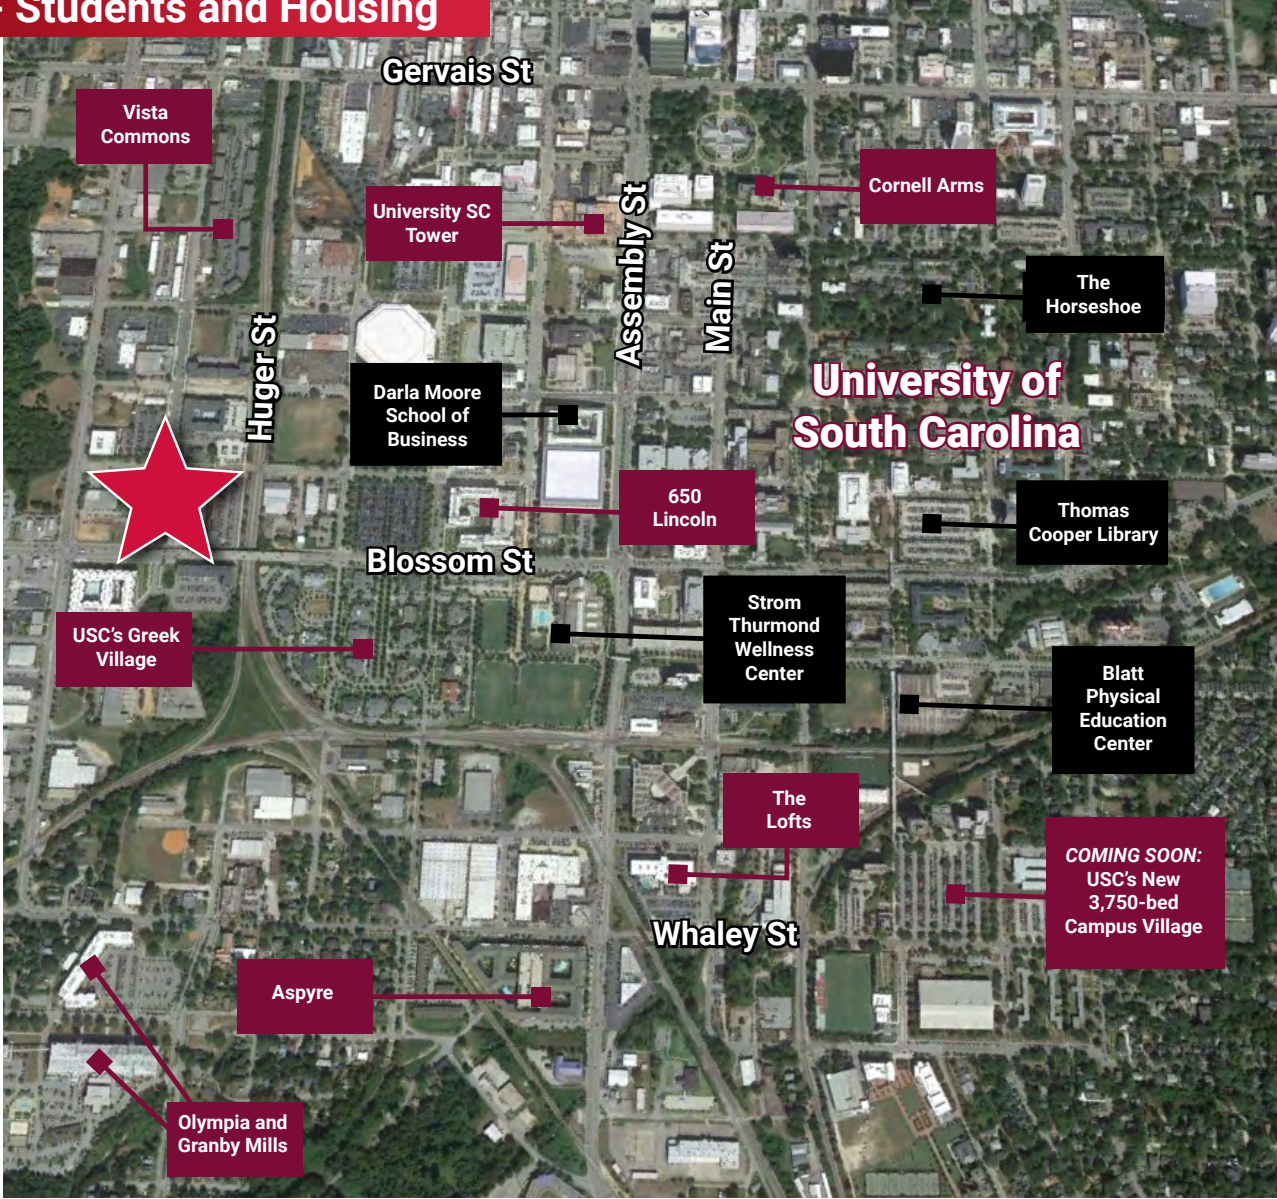 - Students and Housing
Gervais St
Vista
Commons
Cornell Arms
University SC
Tower
Assembly St
Main St
The
Horseshoe
Huger St
University of
South Carolina
Darla Moore
School of
Business
650
Lincoln
Thomas
Cooper Library
Blossom St
Strom
Thurmond
Wellness
Center
USC's Greek
Village
Blatt
Physical
Education
Center
The
Lofts
COMING SOON:
USC's New
3,750-bed
Campus Village
Whaley St
Aspyre
Olympia and
Granby Mills